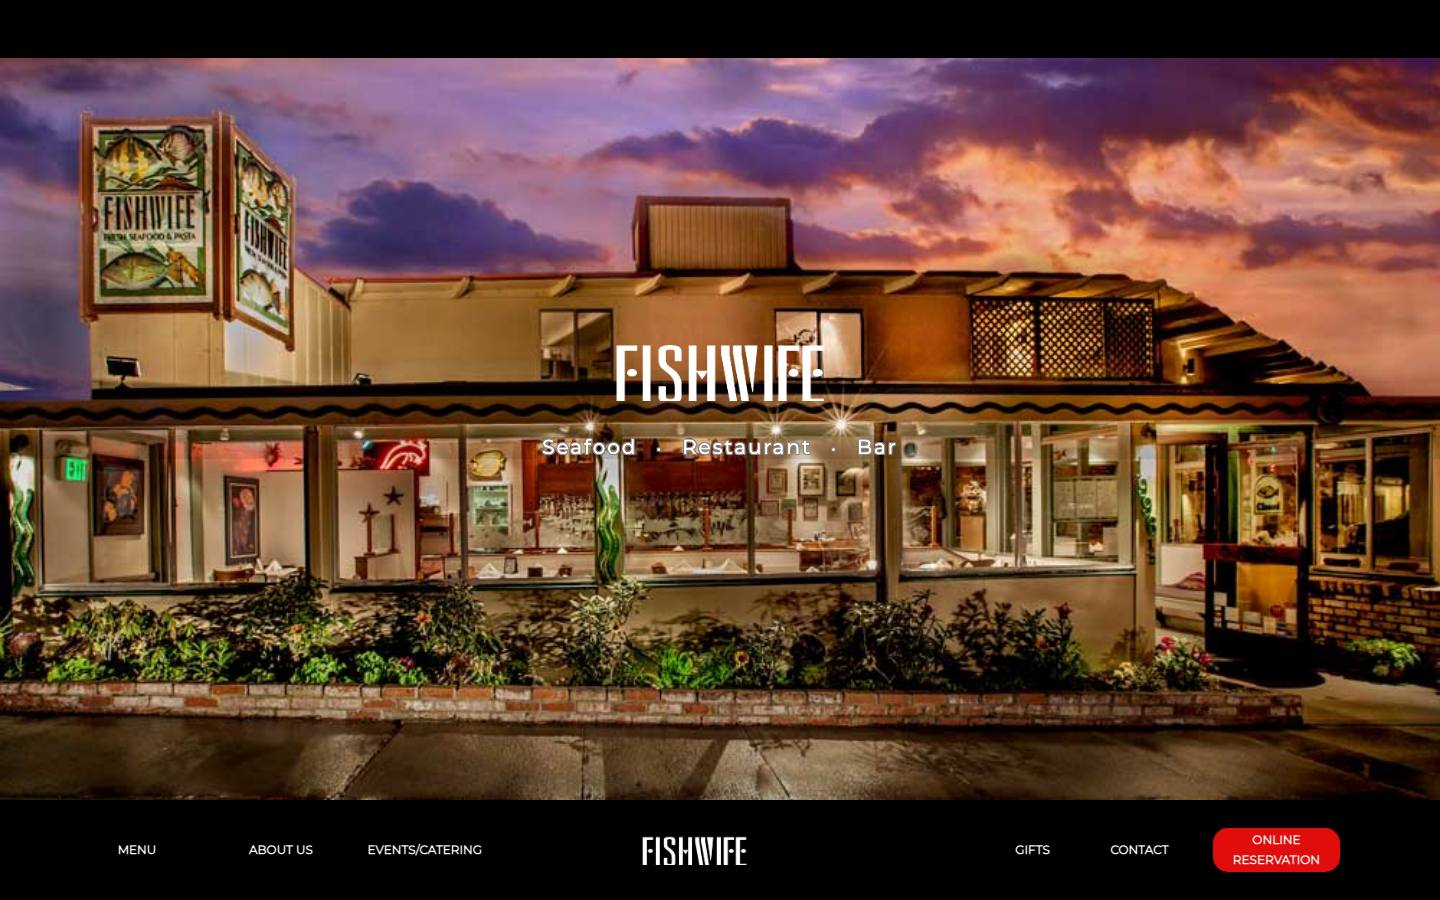 FISHWIFE
FRESH SEAFOOD & PASTA
FISHWIFE
FISHWIFE
Seafood · Restaurant · Bar
EXIT
Closed
MENU
ABOUT US
EVENTS/CATERING
FISHWIFE
GIFTS
CONTACT
ONLINE
RESERVATION